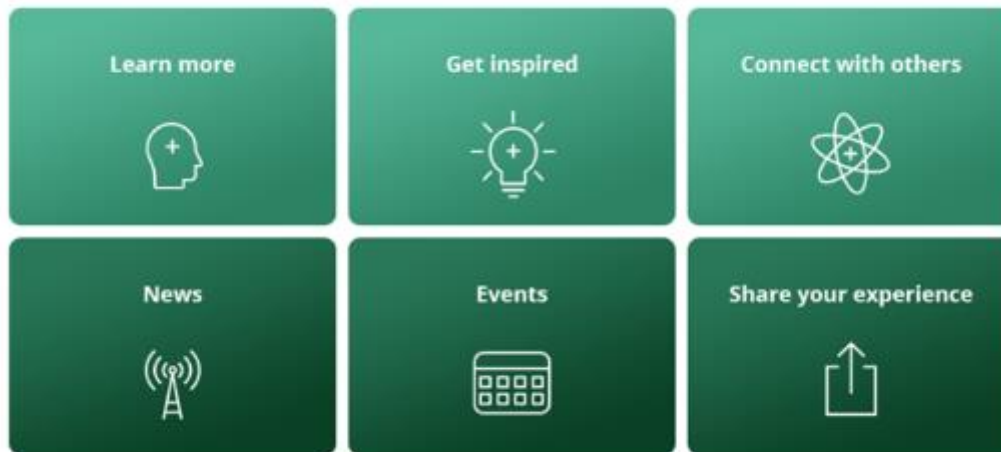 Learn more
Get inspired
Connect with others
News
Events
Share your experience